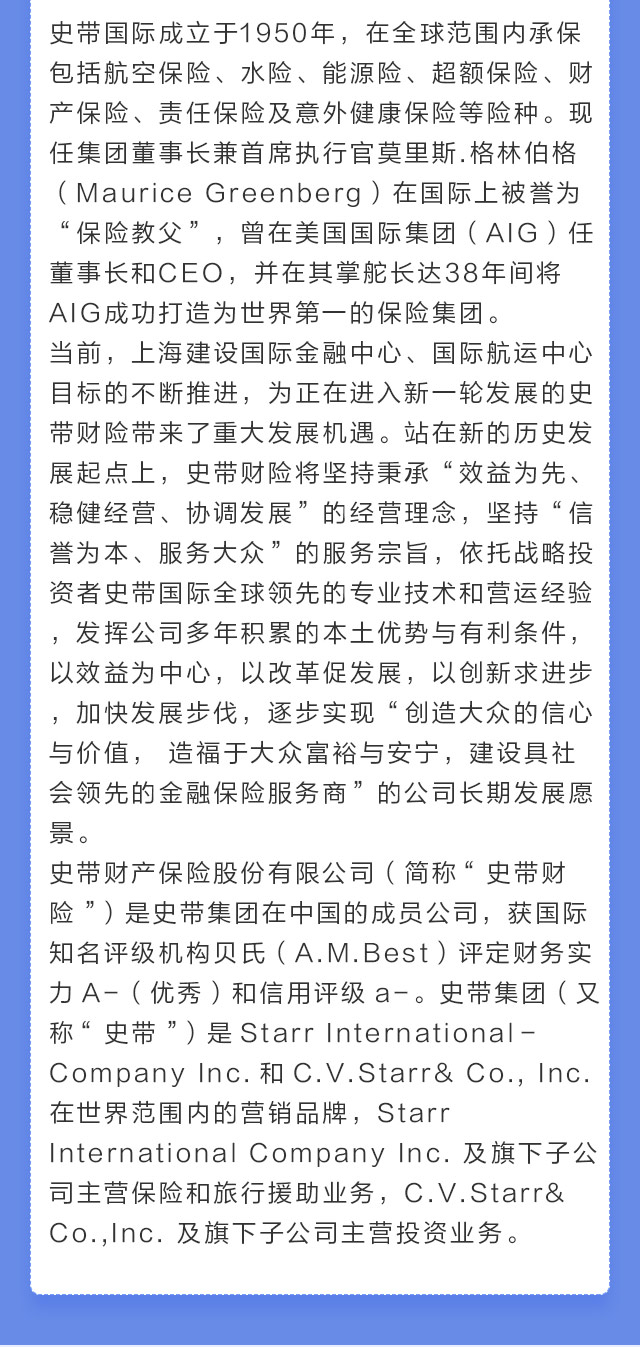 史带国际成立于1950年，在全球范围内承保
包括航空保险、水险、能源险、超额保险、财
产保险、责任保险及意外健康保险等险种。现
任集团董事长兼首席执行官莫里斯.格林伯格
（Maurice Greenberg）在国际上被誉为
“保险教父”，曾在美国国际集团（AIG）任
董事长和CEO，并在其掌舵长达38年间将
AIG成功打造为世界第一的保险集团。
当前，上海建设国际金融中心、国际航运中心
目标的不断推进，为正在进入新一轮发展的史
带财险带来了重大发展机遇。站在新的历史发
展起点上，史带财险将坚持秉承“效益为先、
稳健经营、协调发展”的经营理念，坚持“信
誉为本、服务大众”的服务宗旨，依托战略投
资者史带国际全球领先的专业技术和营运经验
，发挥公司多年积累的本土优势与有利条件，
以效益为中心，以改革促发展，以创新求进步
，加快发展步伐，逐步实现“创造大众的信心
与价值， 造福于大众富裕与安宁，建设具社
会领先的金融保险服务商”的公司长期发展愿
景。
史带财产保险股份有限公司（简称“ 史带财
险 ”）是史带集团在中国的成员公司，获国际
知名评级机构贝氏（A.M.Best）评定财务实
力 A-（优秀）和信用评级 a-。史带集团（又
称“ 史带 ”）是 Starr International-
Company Inc. 和 C.V.Starr& Co., Inc.
在世界范围内的营销品牌，Starr
International Company Inc. 及旗下子公
司主营保险和旅行援助业务，C.V.Starr&
Co.,Inc. 及旗下子公司主营投资业务。